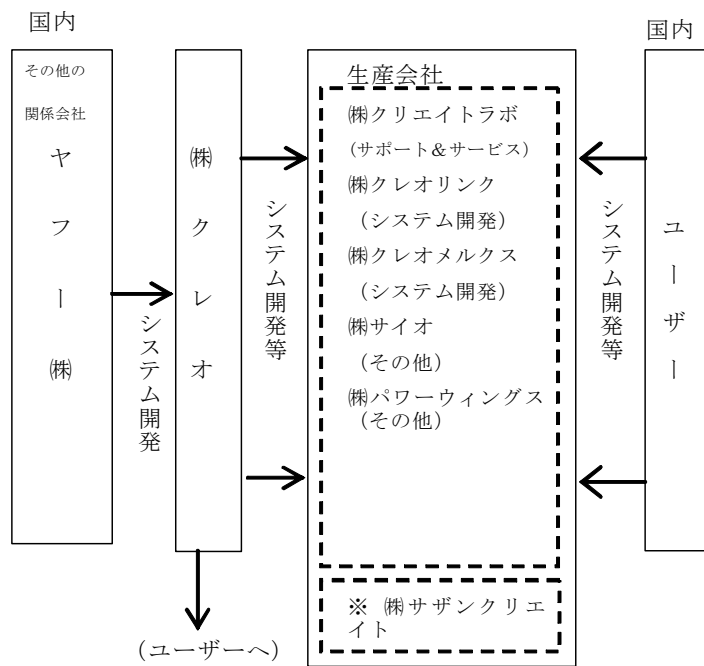 国内
その他の
関係会社
ヤフー㈱
システム開発
㈱クレオ
システム開発等
(ユーザーへ)
生産会社
㈱クリエイトラボ
(サポート＆サービス)
㈱クレオリンク
(システム開発)
㈱クレオメルクス
(システム開発)
㈱サイオ
(その他)
㈱パワーウィングス
(その他)
※ ㈱サザンクリエ
イト
システム開発等
国内
ユーザー